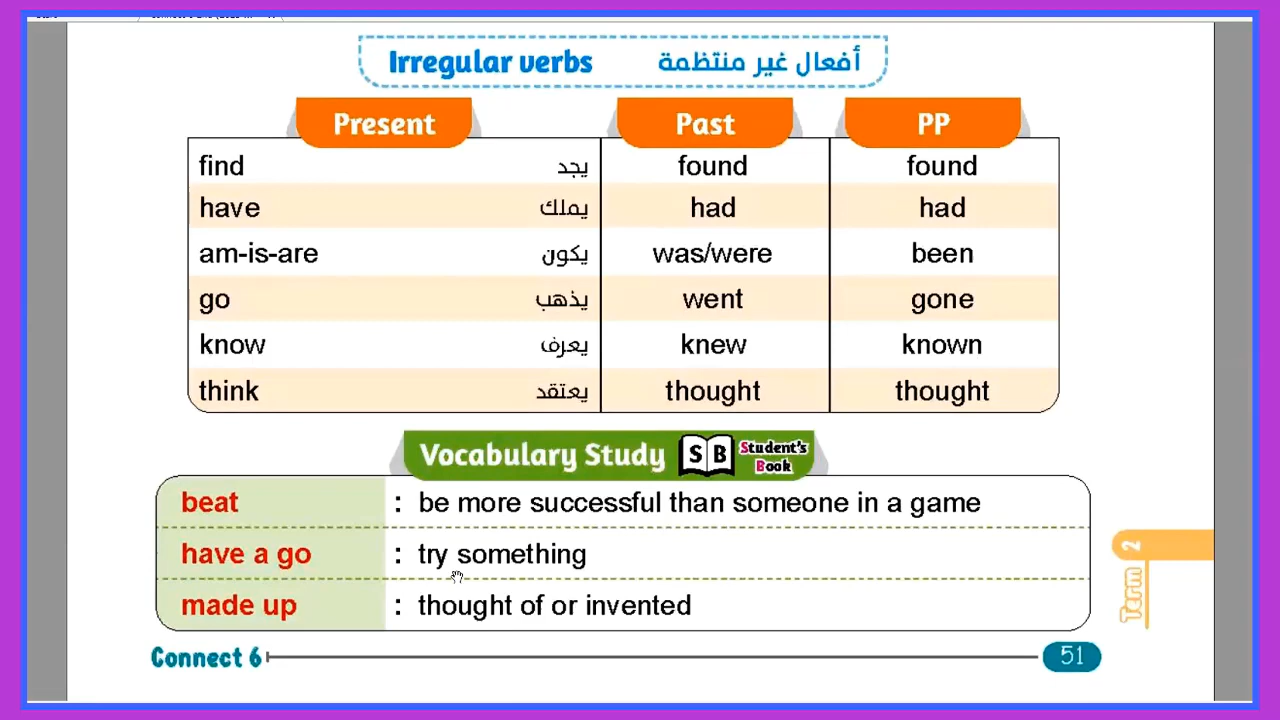 Irregular verbs أفعال غير منتظمة
Present Past PP
find يجد found found
have يملك had had
am-is-are يكون was/were been
go يذهب went gone
know يعرف knew known
think يعتقد thought thought
Vocabulary Study SB Student's Book
beat : be more successful than someone in a game
have a go : try something
made up : thought of or invented
Term 2
Connect 6 51